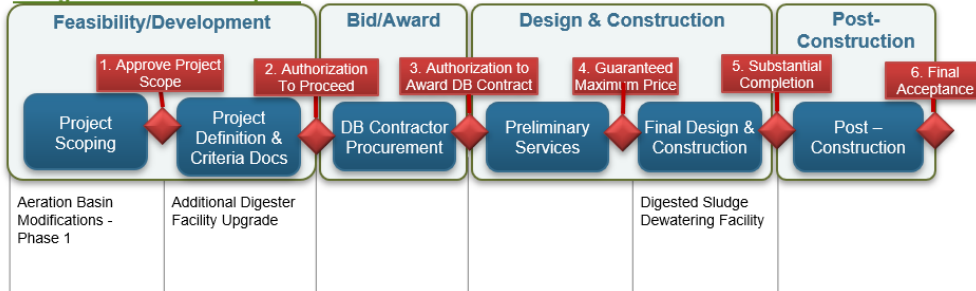 Feasibility/Development
Bid/Award
Design & Construction
Post-
Construction
1. Approve Project
Scope
2. Authorization
To Proceed
3. Authorization to
Award DB Contract
4. Guaranteed
Maximum Price
5. Substantial
Completion
6. Final
Acceptance
Project
Scoping
Project
Definition &
Criteria Docs
DB Contractor
Procurement
Preliminary
Services
Final Design &
Construction
Post –
Construction
Aeration Basin
Modifications -
Phase 1
Additional Digester
Facility Upgrade
Digested Sludge
Dewatering Facility